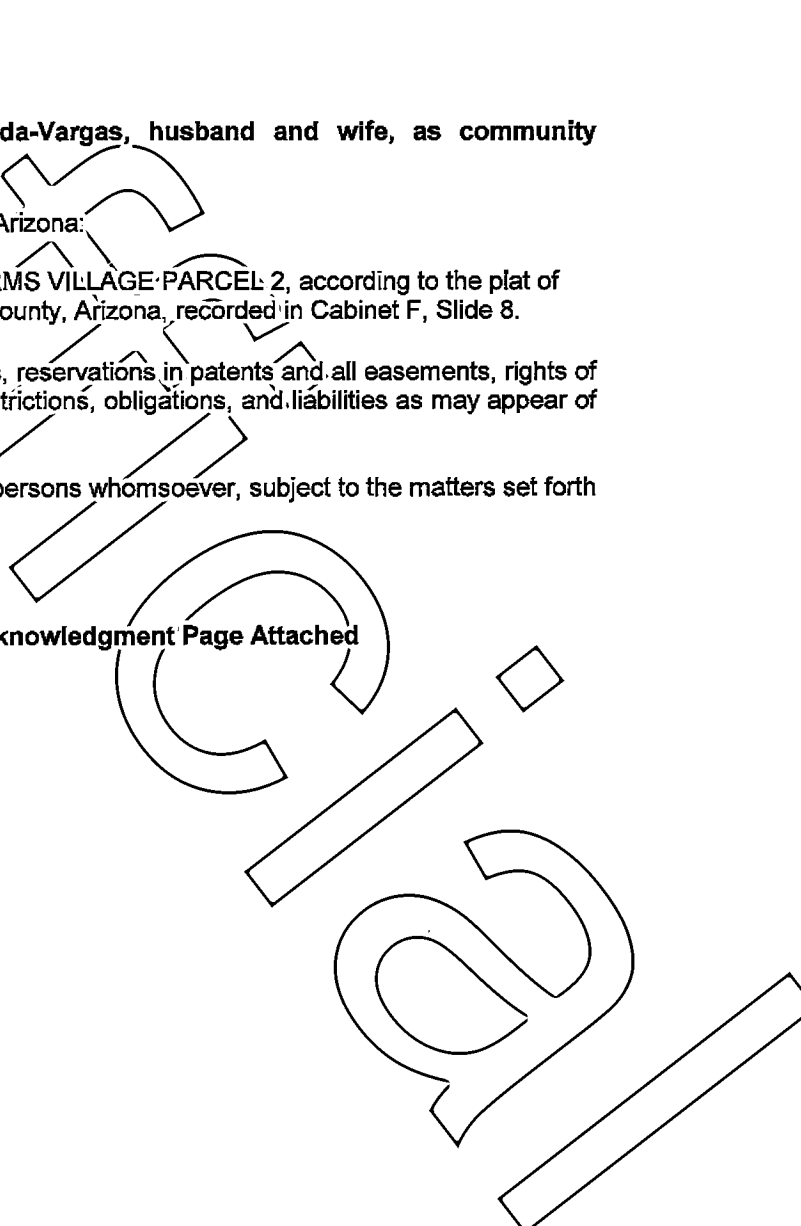 da-Vargas, husband and wife, as community
Arizona:
RMS VILLAGE PARCEL 2, according to the plat of
ounty, Arizona, recorded in Cabinet F, Slide 8.
s, reservations in patents and all easements, rights of
trictions, obligations, and liabilities as may appear of
persons whomsoever, subject to the matters set forth
knowledgment Page Attached
ficial